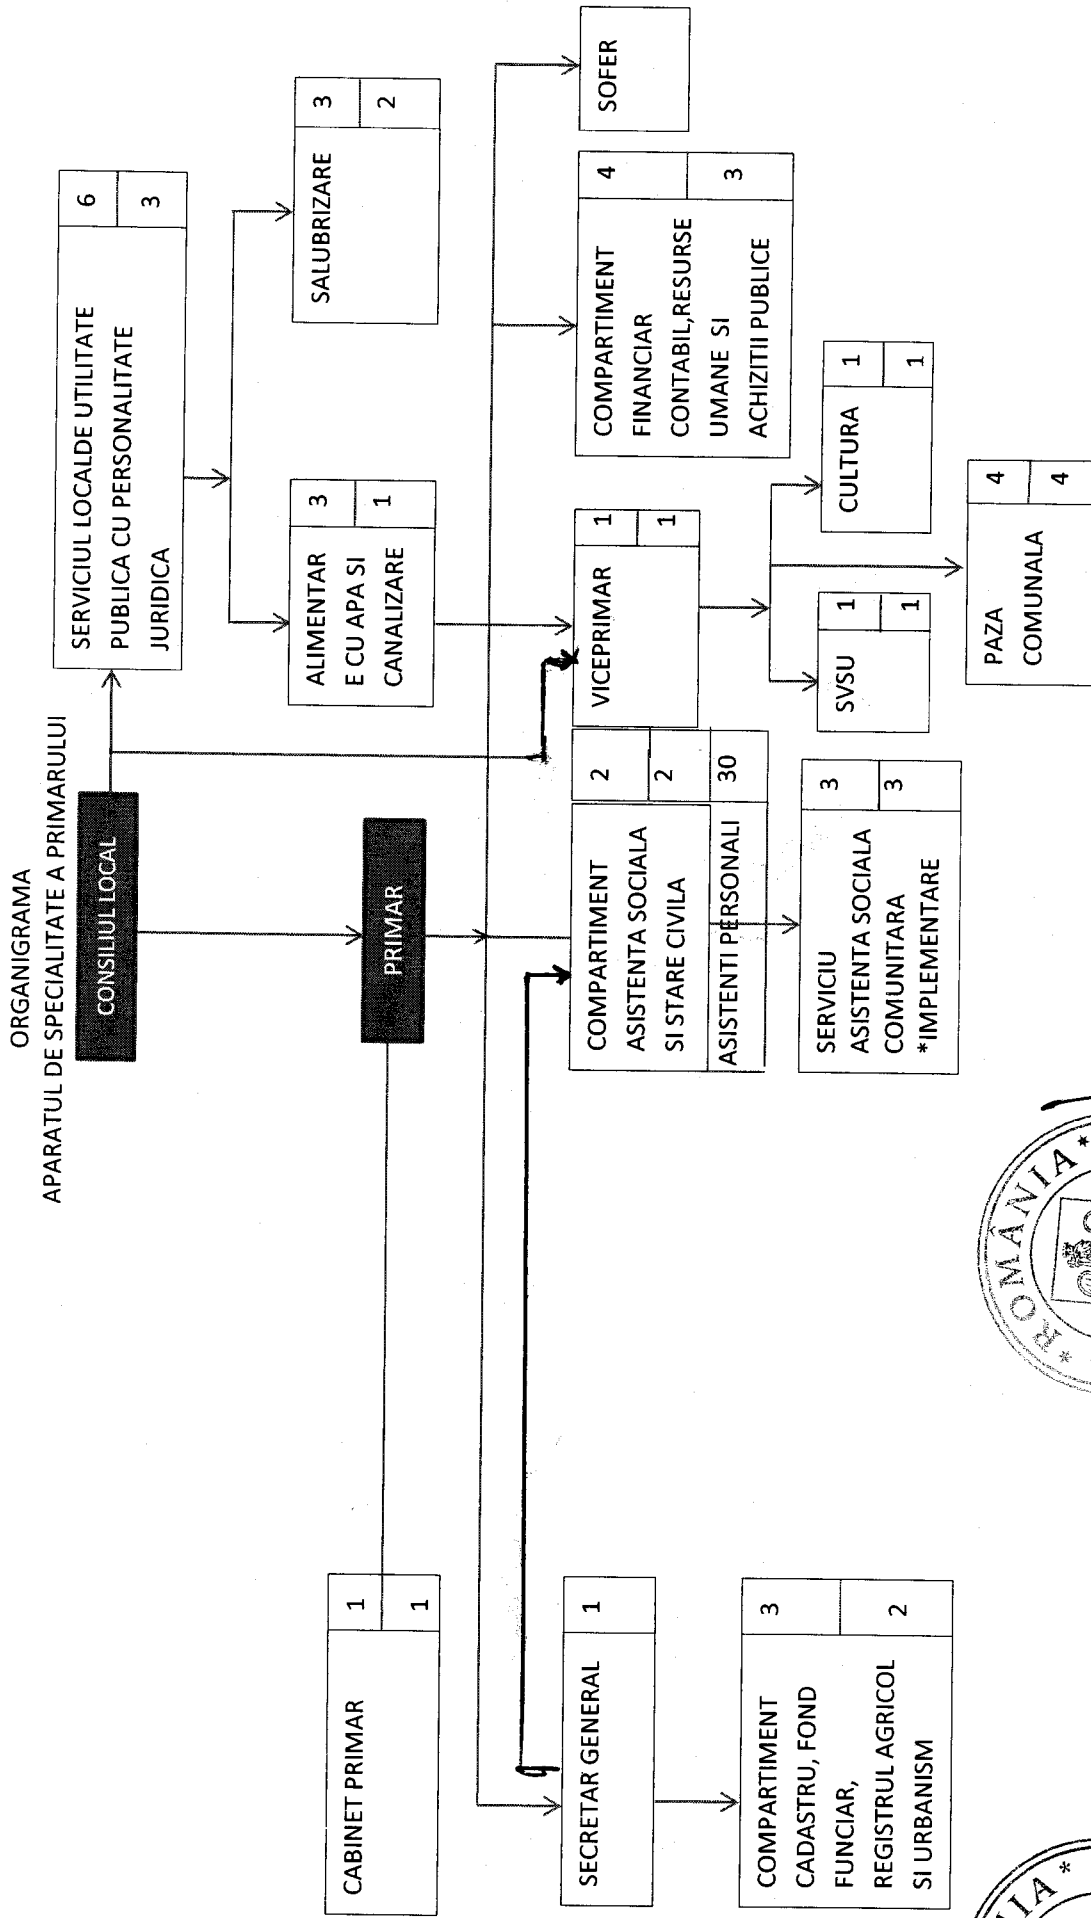 ORGANIGRAMA
APARATUL DE SPECIALITATE A PRIMARULUI
CONSILIUL LOCAL
SERVICIUL LOCALDE UTILITATE
PUBLICA CU PERSONALITATE
JURIDICA
6
3
ALIMENTAR
E CU APA SI
CANALIZARE
3
1
SALUBRIZARE
3
2
CABINET PRIMAR
1
1
PRIMAR
SECRETAR GENERAL
1
COMPARTIMENT
ASISTENTA SOCIALA
SI STARE CIVILA
2
2
ASISTENTI PERSONALI
30
VICEPRIMAR
1
1
COMPARTIMENT
FINANCIAR
CONTABIL,RESURSE
UMANE SI
ACHIZITII PUBLICE
4
3
SOFER
COMPARTIMENT
CADASTRU, FOND
FUNCIAR,
REGISTRUL AGRICOL
SI URBANISM
3
2
SERVICIU
ASISTENTA SOCIALA
COMUNITARA
*IMPLEMENTARE
3
3
SVSU
1
1
CULTURA
1
1
PAZA
COMUNALA
4
4
* ROMÂNIA *